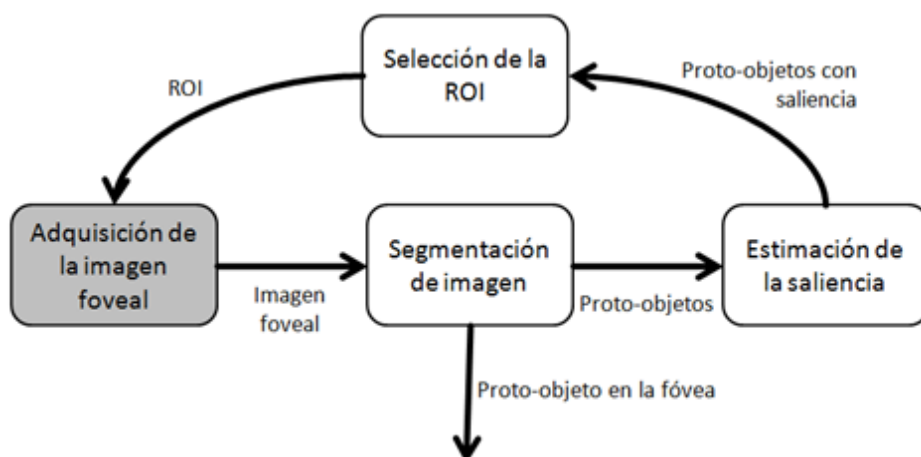 Selección de la
ROI
Proto-objetos con
saliencia
ROI
Adquisición de
la imagen
foveal
Segmentación
de imagen
Estimación de
la saliencia
Imagen
foveal
Proto-objetos
Proto-objeto en la fóvea